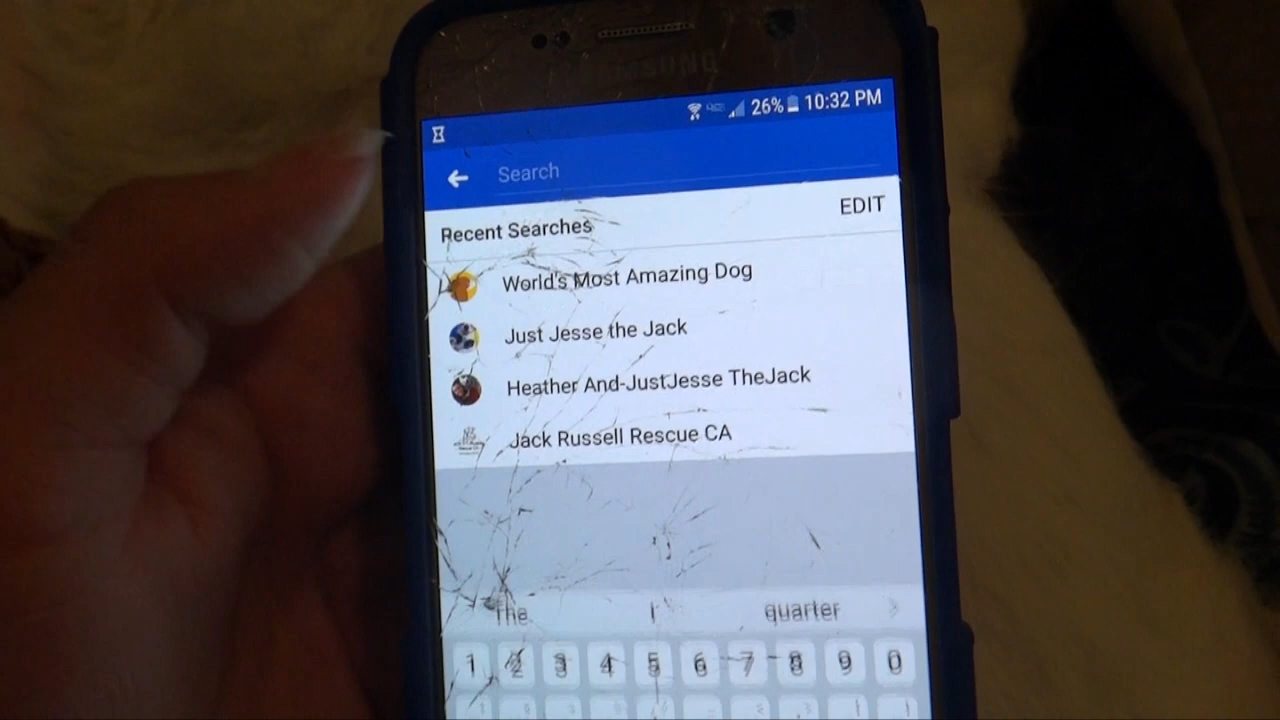 SAMSUNG
26% 10:32 PM
Search
Recent Searches
EDIT
World's Most Amazing Dog
Just Jesse the Jack
Heather And-JustJesse TheJack
Jack Russell Rescue CA
The I quarter
1 2 3 4 5 6 7 8 9 0